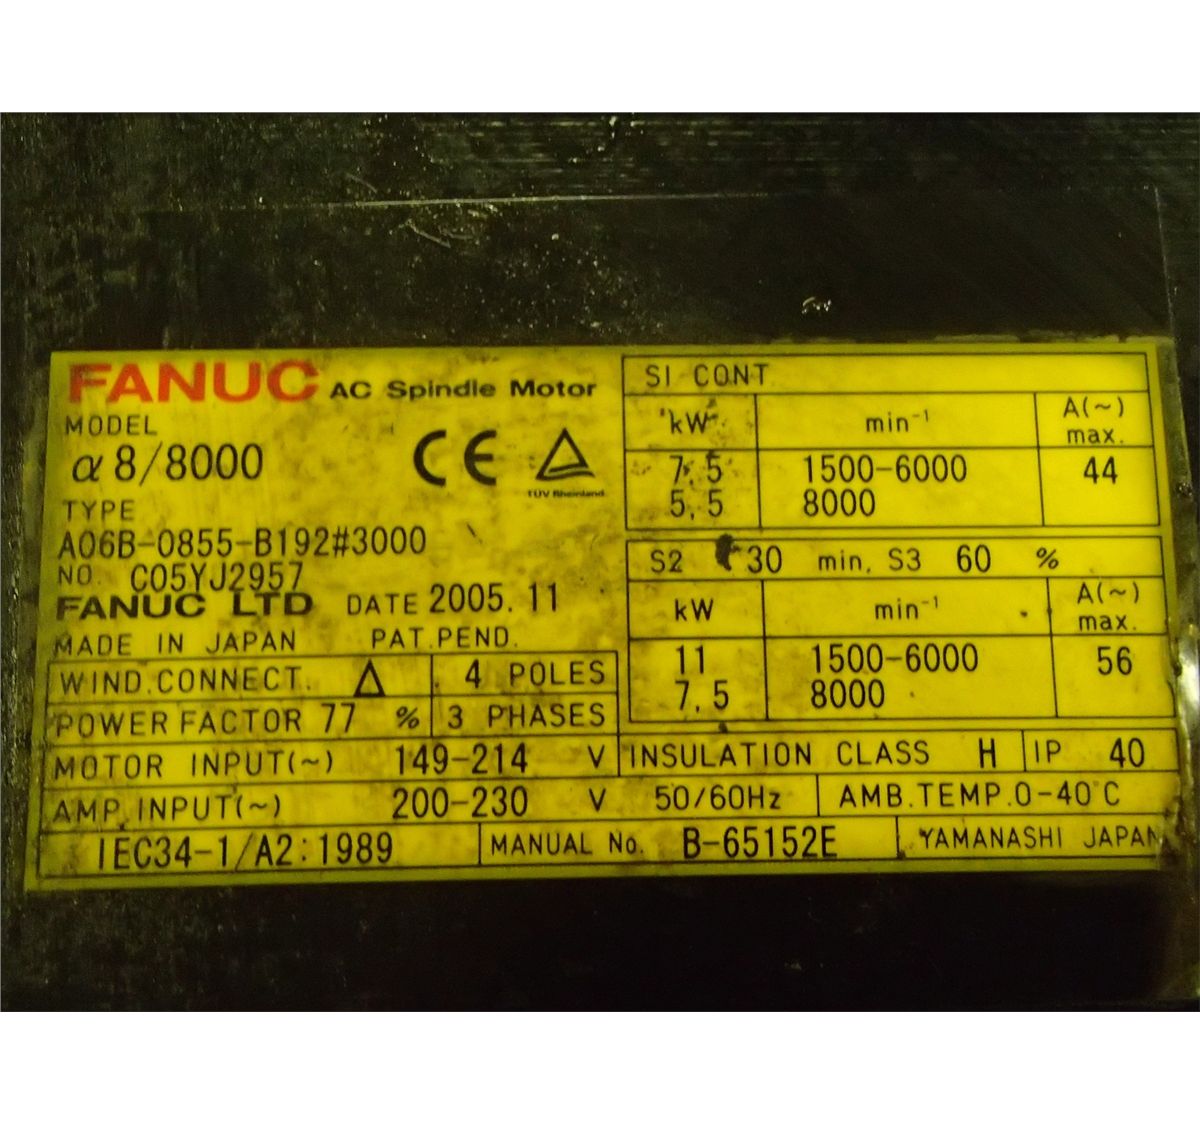 FANUC AC Spindle Motor
MODEL
α8/8000
CE
TÜV Rheinland
TYPE
A06B-0855-B192#3000
NO. C05YJ2957
FANUC LTD DATE 2005.11
MADE IN JAPAN PAT.PEND.
WIND.CONNECT. Δ 4 POLES
POWER FACTOR 77 % 3 PHASES
MOTOR INPUT(~) 149-214 V
AMP. INPUT(~) 200-230 V 50/60Hz AMB.TEMP.0-40°C
IEC34-1/A2:1989 MANUAL No. B-65152E YAMANASHI JAPAN
S1 CONT
kW min-1 A(~) max.
7.5 1500-6000 44
5.5 8000
S2 30 min, S3 60 %
kW min-1 A(~) max.
11 1500-6000 56
7.5 8000
INSULATION CLASS H IP 40